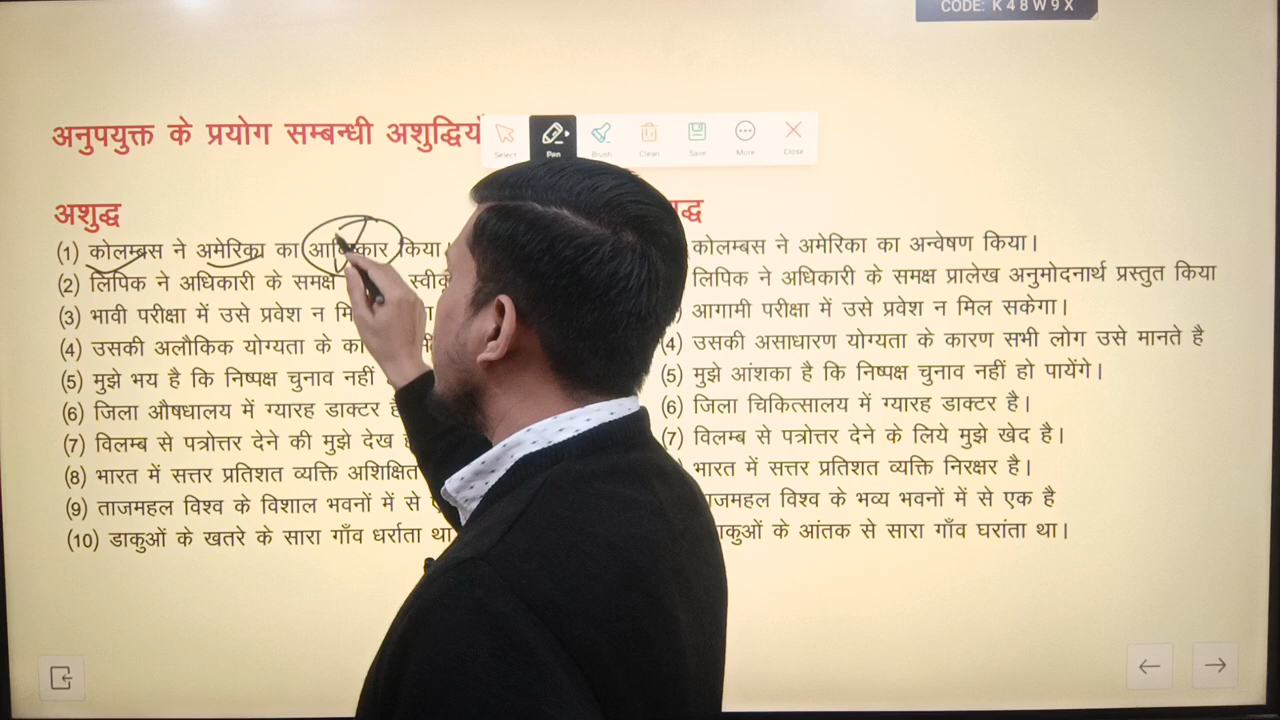 CODE: K48W9X
अनुपयुक्त के प्रयोग सम्बन्धी
Select
Pen
Brush
Clean
Save
More
Close
अशुद्ध
(1) कोलम्बस ने अमेरिका का आविष्कार किया।
(2) लिपिक ने अधिकारी के समक्ष
(3) भावी परीक्षा में उसे प्रवेश न
(4) उसकी अलौकिक योग्यता के
(5) मुझे भय है कि निष्पक्ष चुनाव नहीं
(6) जिला औषधालय में ग्यारह डाक्टर
(7) विलम्ब से पत्रोत्तर देने की मुझे देख
(8) भारत में सत्तर प्रतिशत व्यक्ति अशिक्षित
(9) ताजमहल विश्व के विशाल भवनों में से
(10) डाकुओं के खतरे के सारा गाँव धर्राता था
कोलम्बस ने अमेरिका का अन्वेषण किया।
लिपिक ने अधिकारी के समक्ष प्रालेख अनुमोदनार्थ प्रस्तुत किया
आगामी परीक्षा में उसे प्रवेश न मिल सकेगा।
(4) उसकी असाधारण योग्यता के कारण सभी लोग उसे मानते है
(5) मुझे आंशका है कि निष्पक्ष चुनाव नहीं हो पायेंगे।
(6) जिला चिकित्सालय में ग्यारह डाक्टर है।
(7) विलम्ब से पत्रोत्तर देने के लिये मुझे खेद है।
भारत में सत्तर प्रतिशत व्यक्ति निरक्षर है।
विश्व के भव्य भवनों में से एक है
के आंतक से सारा गाँव घरांता था।